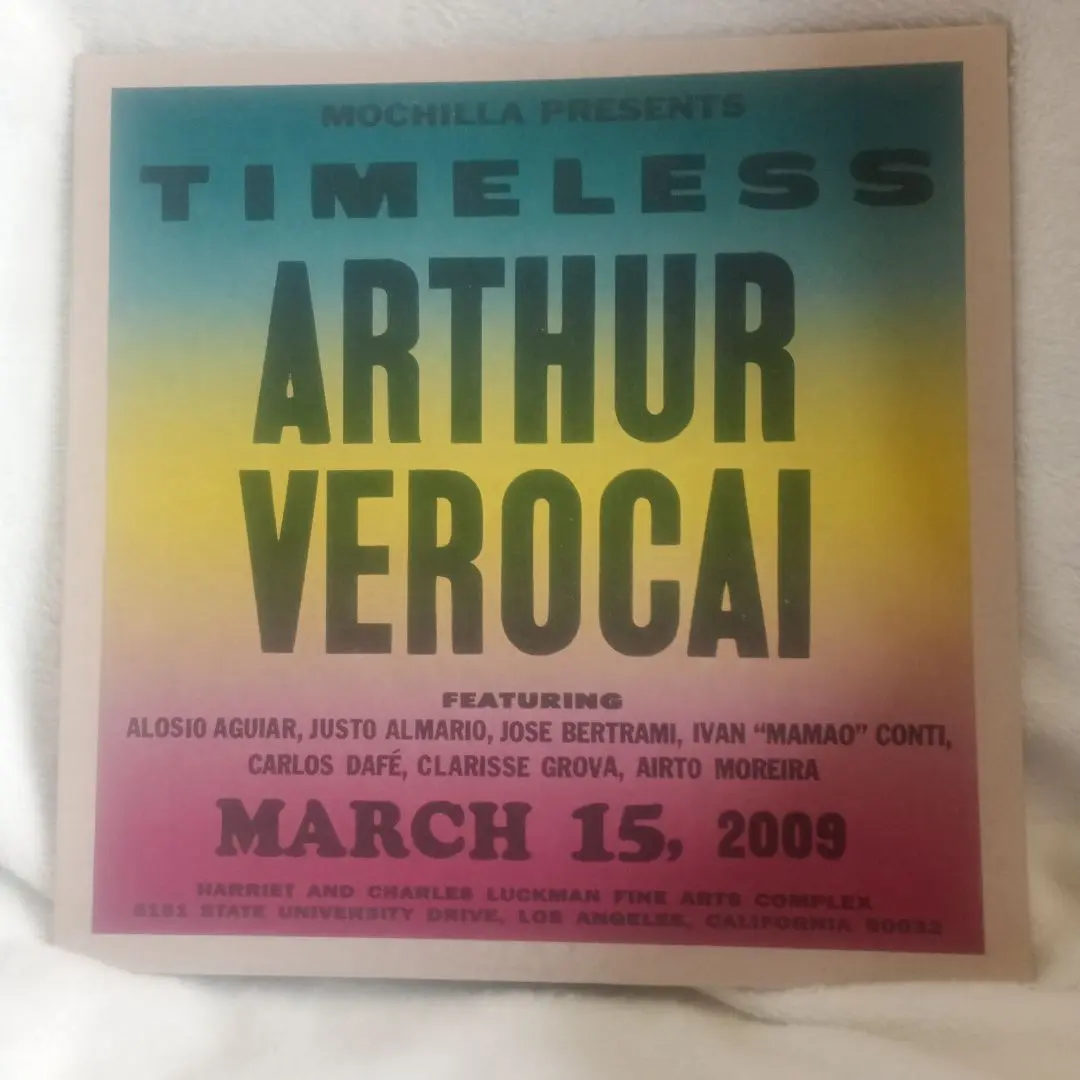 MOCHILLA PRESENTS
TIMELESS
ARTHUR
VEROCAI
FEATURING
ALOSIO AGUIAR, JUSTO ALMARIO, JOSE BERTRAMI, IVAN “MAMAO” CONTI,
CARLOS DAFÉ, CLARISSE GROVA, AIRTO MOREIRA
MARCH 15, 2009
HARRIET AND CHARLES LUCKMAN FINE ARTS COMPLEX
5151 STATE UNIVERSITY DRIVE, LOS ANGELES, CALIFORNIA 90032